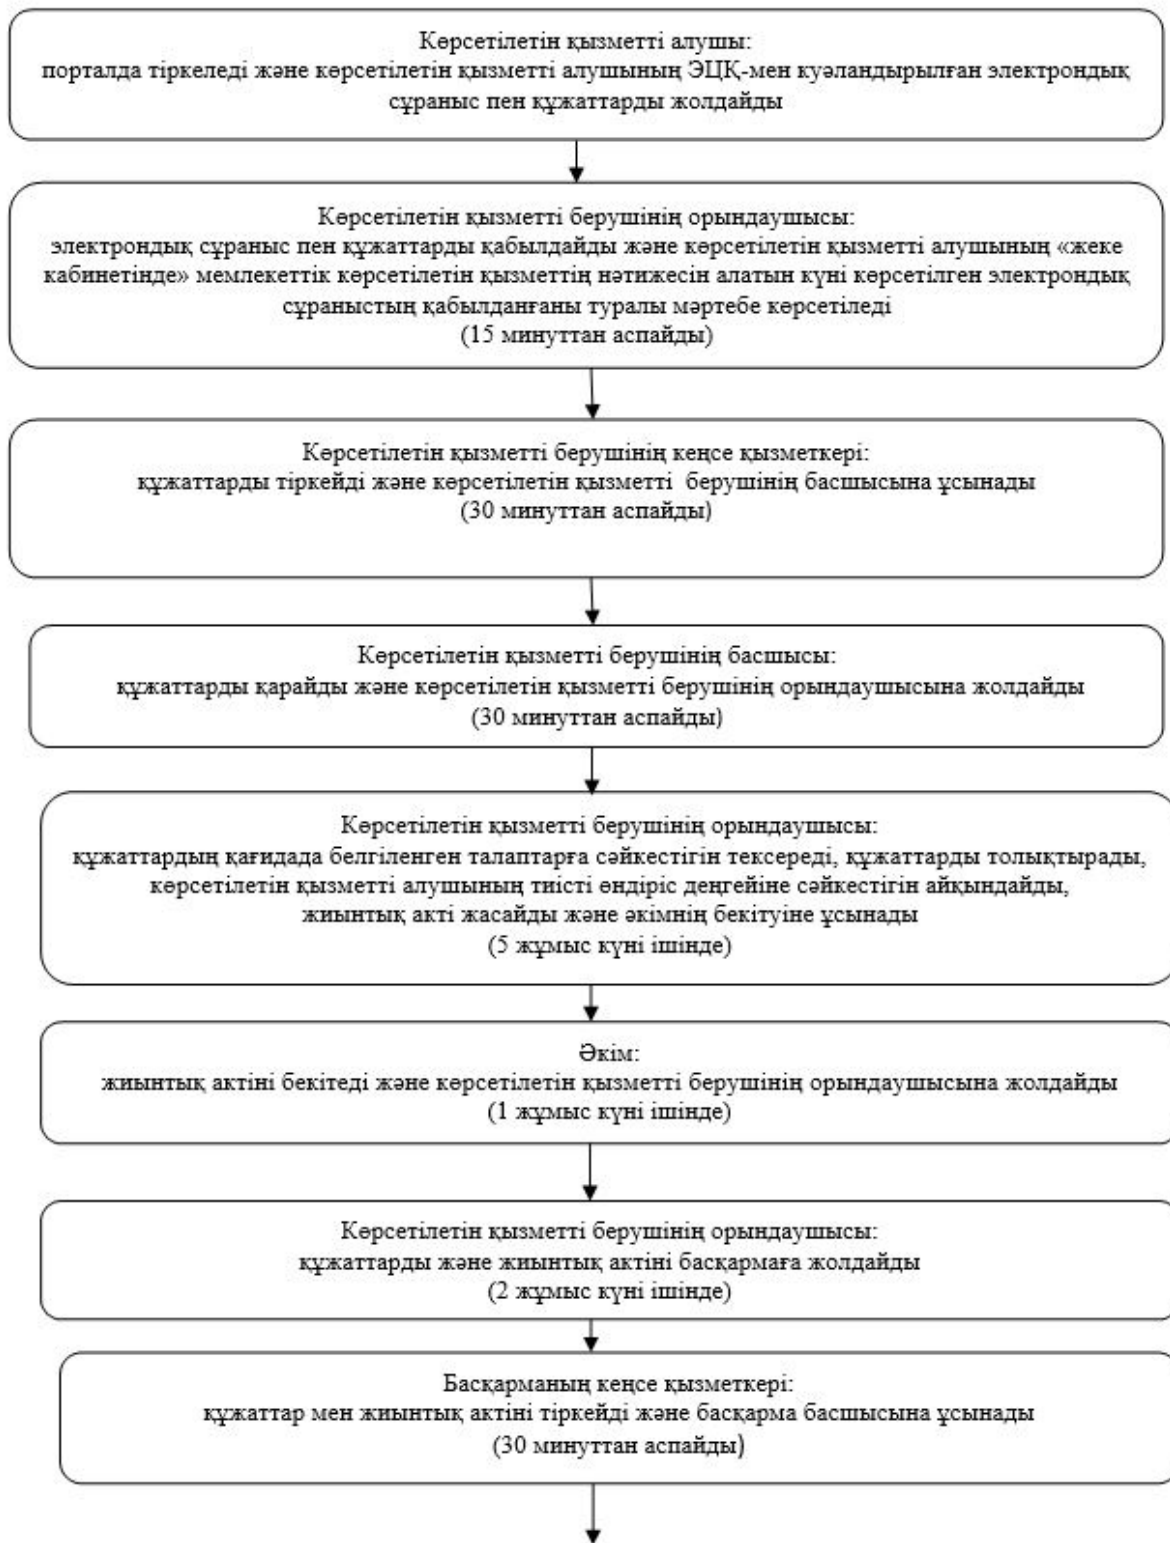 Көрсетілетін қызметті алушы:
порталда тіркеледі және көрсетілетін қызметті алушының ЭЦҚ-мен куәландырылған электрондық
сұраныс пен құжаттарды жолдайды
Көрсетілетін қызметті берушінің орындаушысы:
электрондық сұраныс пен құжаттарды қабылдайды және көрсетілетін қызметті алушының «жеке
кабинетінде» мемлекеттік көрсетілетін қызметтің нәтижесін алатын күні көрсетілген электрондық
сұраныстың қабылданғаны туралы мәртебе көрсетіледі
(15 минуттан аспайды)
Көрсетілетін қызметті берушінің кеңсе қызметкері:
құжаттарды тіркейді және көрсетілетін қызметті берушінің басшысына ұсынады
(30 минуттан аспайды)
Көрсетілетін қызметті берушінің басшысы:
құжаттарды қарайды және көрсетілетін қызметті берушінің орындаушысына жолдайды
(30 минуттан аспайды)
Көрсетілетін қызметті берушінің орындаушысы:
құжаттардың қағидада белгіленген талаптарға сәйкестігін тексереді, құжаттарды толықтырады,
көрсетілетін қызметті алушының тиісті өндіріс деңгейіне сәйкестігін айқындайды,
жиынтық акті жасайды және әкімнің бекітуіне ұсынады
(5 жұмыс күні ішінде)
Әкім:
жиынтық актіні бекітеді және көрсетілетін қызметті берушінің орындаушысына жолдайды
(1 жұмыс күні ішінде)
Көрсетілетін қызметті берушінің орындаушысы:
құжаттарды және жиынтық актіні басқармаға жолдайды
(2 жұмыс күні ішінде)
Басқарманың кеңсе қызметкері:
құжаттар мен жиынтық актіні тіркейді және басқарма басшысына ұсынады
(30 минуттан аспайды)